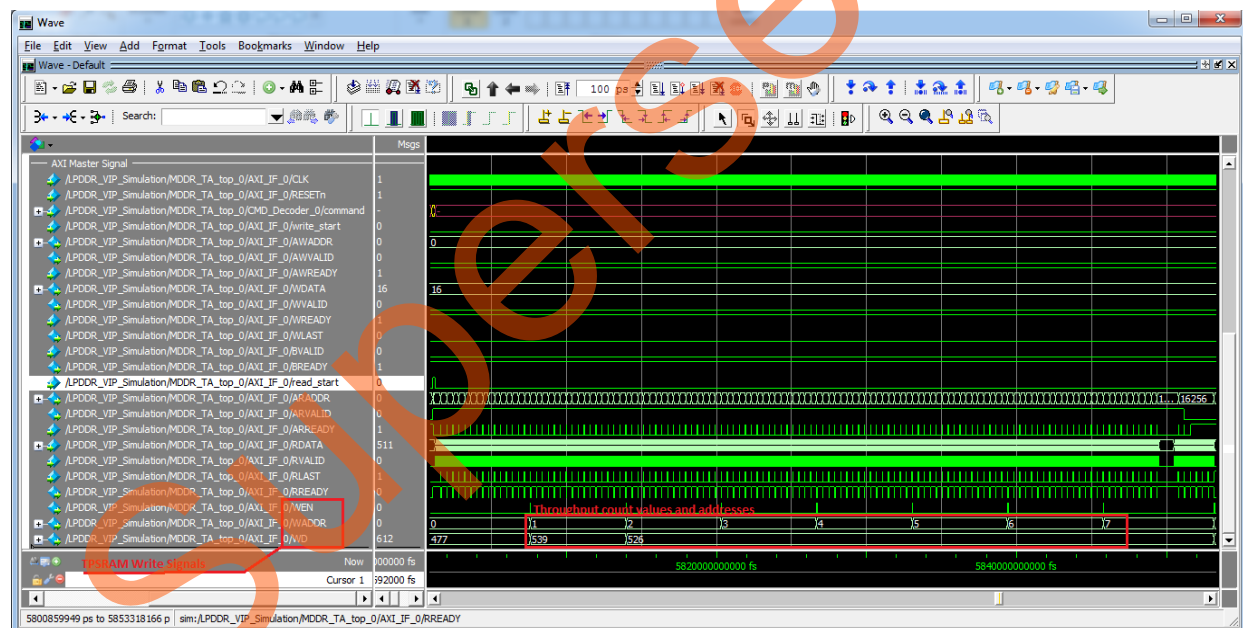 Wave
File Edit View Add Format Tools Bookmarks Window Help
Wave - Default
100 ps
Search:
Msgs
AXI Master Signal
/LPDDR_VIP_Simulation/MDDR_TA_top_0/AXI_IF_0/CLK 1
/LPDDR_VIP_Simulation/MDDR_TA_top_0/AXI_IF_0/RESETn 1
/LPDDR_VIP_Simulation/MDDR_TA_top_0/CMD_Decoder_0/command -
/LPDDR_VIP_Simulation/MDDR_TA_top_0/AXI_IF_0/write_start 0
/LPDDR_VIP_Simulation/MDDR_TA_top_0/AXI_IF_0/AWADDR 0 0
/LPDDR_VIP_Simulation/MDDR_TA_top_0/AXI_IF_0/AWVALID 0
/LPDDR_VIP_Simulation/MDDR_TA_top_0/AXI_IF_0/AWREADY 1
/LPDDR_VIP_Simulation/MDDR_TA_top_0/AXI_IF_0/WDATA 16 16
/LPDDR_VIP_Simulation/MDDR_TA_top_0/AXI_IF_0/WVALID 0
/LPDDR_VIP_Simulation/MDDR_TA_top_0/AXI_IF_0/WREADY 1
/LPDDR_VIP_Simulation/MDDR_TA_top_0/AXI_IF_0/WLAST 0
/LPDDR_VIP_Simulation/MDDR_TA_top_0/AXI_IF_0/BVALID 0
/LPDDR_VIP_Simulation/MDDR_TA_top_0/AXI_IF_0/BREADY 1
/LPDDR_VIP_Simulation/MDDR_TA_top_0/AXI_IF_0/read_start 0
/LPDDR_VIP_Simulation/MDDR_TA_top_0/AXI_IF_0/ARADDR 0 1... 16256
/LPDDR_VIP_Simulation/MDDR_TA_top_0/AXI_IF_0/ARVALID 0
/LPDDR_VIP_Simulation/MDDR_TA_top_0/AXI_IF_0/ARREADY 1
/LPDDR_VIP_Simulation/MDDR_TA_top_0/AXI_IF_0/RDATA 511
/LPDDR_VIP_Simulation/MDDR_TA_top_0/AXI_IF_0/RVALID 0
/LPDDR_VIP_Simulation/MDDR_TA_top_0/AXI_IF_0/RLAST 1
/LPDDR_VIP_Simulation/MDDR_TA_top_0/AXI_IF_0/RREADY 0
/LPDDR_VIP_Simulation/MDDR_TA_top_0/AXI_IF_0/WEN 0 Throughput count values and addresses
/LPDDR_VIP_Simulation/MDDR_TA_top_0/AXI_IF_0/WADDR 0 0 1 2 3 4 5 6 7
/LPDDR_VIP_Simulation/MDDR_TA_top_0/AXI_IF_0/WD 612 477 539 526
TPSRAM Write Signals Now 000000 fs 5820000000000 fs 5840000000000 fs
Cursor 1 592000 fs
5800859949 ps to 5853318166 p sim:/LPDDR_VIP_Simulation/MDDR_TA_top_0/AXI_IF_0/RREADY
Superse